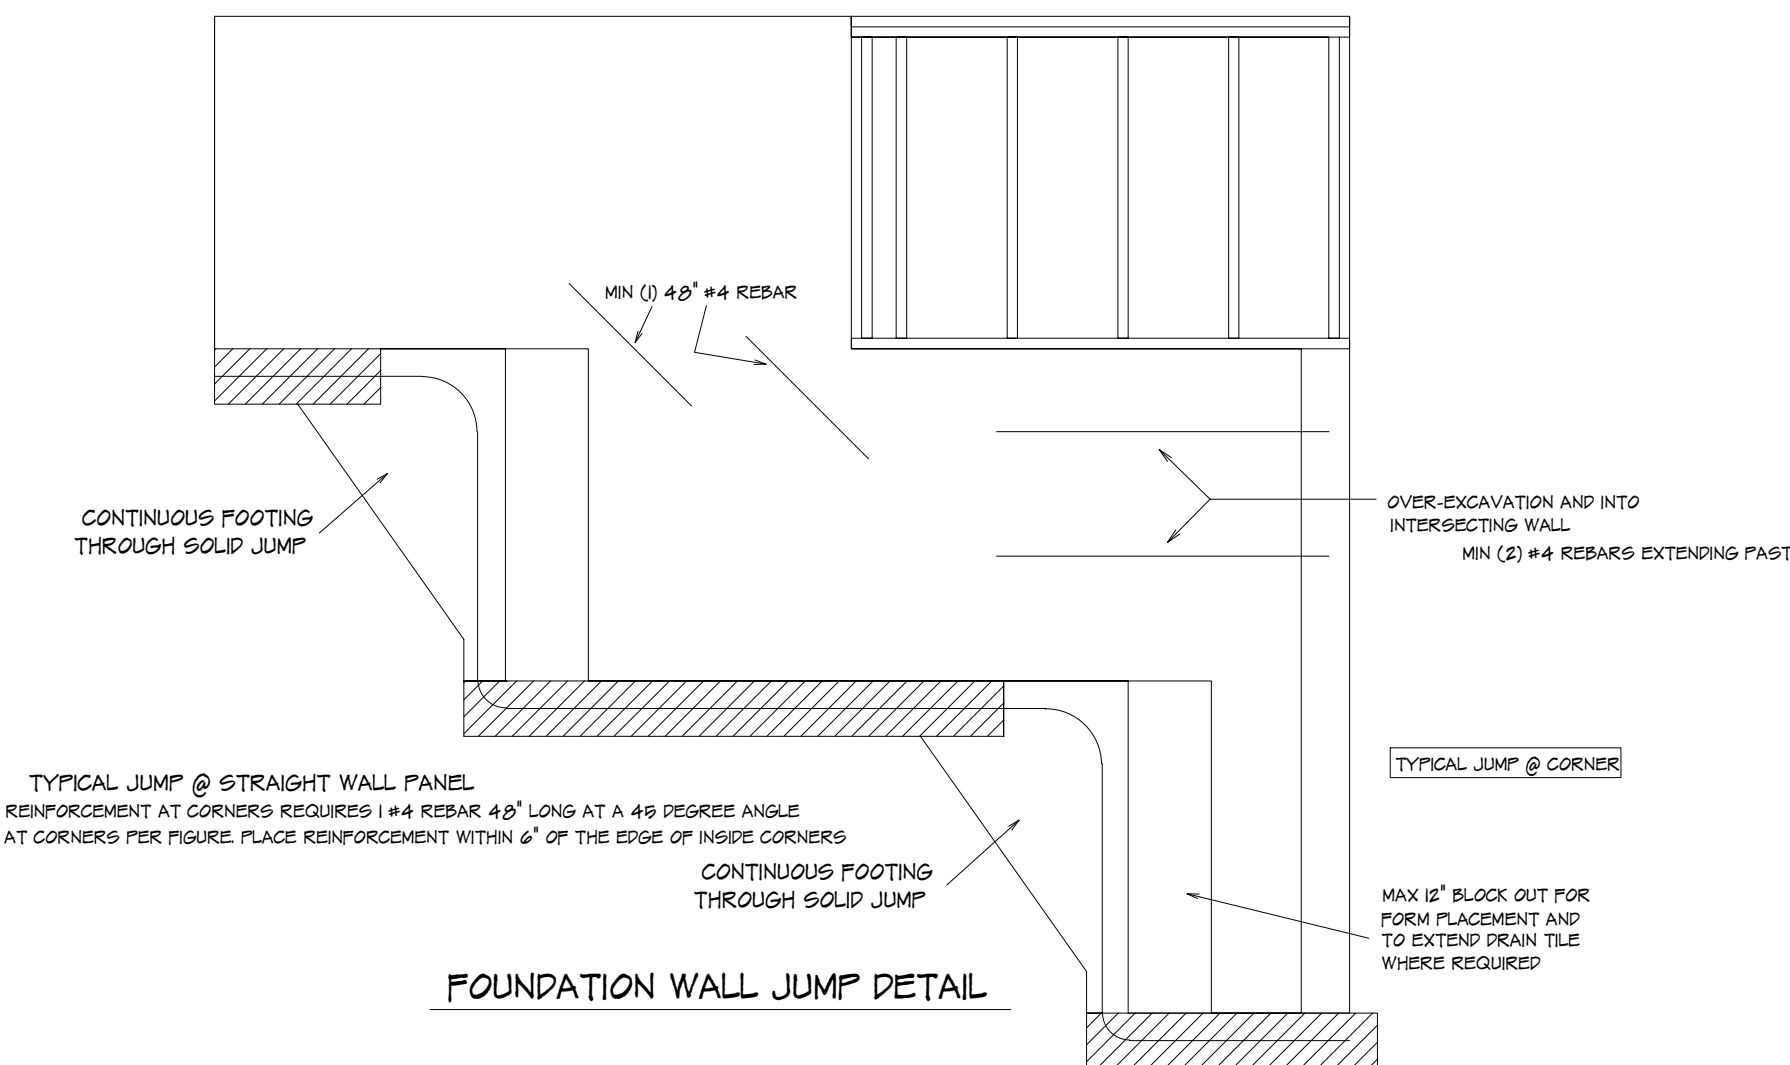 MIN (1) 48" #4 REBAR
CONTINUOUS FOOTING
THROUGH SOLID JUMP
OVER-EXCAVATION AND INTO
INTERSECTING WALL
MIN (2) #4 REBARS EXTENDING PAST
TYPICAL JUMP @ STRAIGHT WALL PANEL
REINFORCEMENT AT CORNERS REQUIRES 1 #4 REBAR 48" LONG AT A 45 DEGREE ANGLE
AT CORNERS PER FIGURE. PLACE REINFORCEMENT WITHIN 6" OF THE EDGE OF INSIDE CORNERS
TYPICAL JUMP @ CORNER
CONTINUOUS FOOTING
THROUGH SOLID JUMP
MAX 12" BLOCK OUT FOR
FORM PLACEMENT AND
TO EXTEND DRAIN TILE
WHERE REQUIRED
FOUNDATION WALL JUMP DETAIL